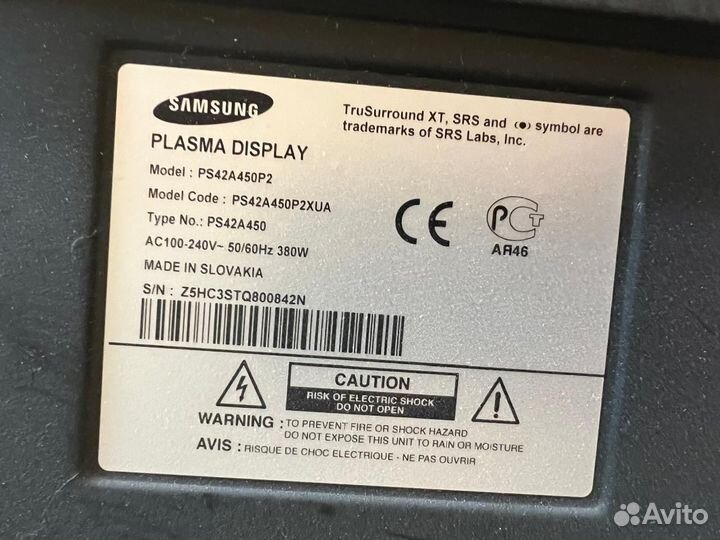 SAMSUNG
TruSurround XT, SRS and (●) symbol are
trademarks of SRS Labs, Inc.
PLASMA DISPLAY
Model : PS42A450P2
Model Code : PS42A450P2XUA
Type No.: PS42A450
AC100-240V~ 50/60Hz 380W
MADE IN SLOVAKIA
S/N : Z5HC3STQ800842N
CE
РСТ
АЯ46
CAUTION
RISK OF ELECTRIC SHOCK
DO NOT OPEN
WARNING : TO PREVENT FIRE OR SHOCK HAZARD
DO NOT EXPOSE THIS UNIT TO RAIN OR MOISTURE
AVIS : RISQUE DE CHOC ELECTRIQUE - NE PAS OUVRIR
Avito